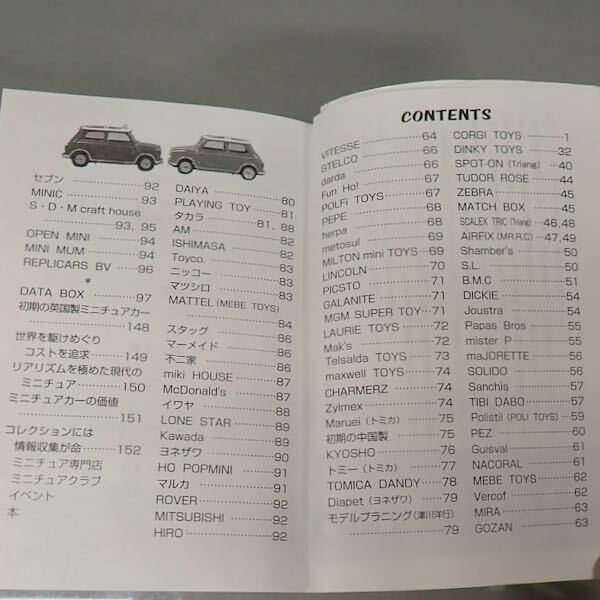 CONTENTS
CORGI TOYS ············1
DINKY TOYS ············32
SPOT-ON (Triang) ····40
TUDOR ROSE ··········44
ZEBRA ··················45
MATCH BOX ··········45
SCALEX TRIC (Triang) ···46,48
AIRFIX (MR.R.C) ···47,49
Shamber's ············50
S.L. ····················50
B.M.C ··················51
DICKIE ················54
Joustra ················54
Papas Bros ············55
mister P ··············55
maJORETTE ··········56
SOLIDO ················56
Sanchis ················57
TIBI DABO ············57
Polistil (POLI TOYS) ···59
PEZ ····················60
Guisval ················61
NACORAL ··············61
MEBE TOYS ············62
Vercof ················62
MIRA ··················63
GOZAN ················63
VITESSE ··············64
STELCO ················66
darda ··················66
Fun Ho! ················67
POLFi TOYS ··········67
PEPE ··················68
herpa ··················68
metosul ················69
MILTON mini TOYS ····69
LINCOLN ··············70
PICSTO ················71
GALANITE ············71
MGM SUPER TOY ····71
LAURIE TOYS ········72
Mak's ··················72
Telsalda TOYS ········73
maxwell TOYS ········74
CHARMERZ ··········74
Zylmex ················74
Maruei (トミカ) ········75
初期の中国製 ··········75
KYOSHO ··············76
トミー (トミカ) ········77
TOMICA DANDY ······78
Diapet (ヨネザワ) ······79
モデルプラニング (津川洋行)
····························79
DAIYA ················80
PLAYING TOY ········81
タカラ ············81, 88
AM ····················82
ISHIMASA ············82
Toyco. ················83
ニッコー ··············83
マツシロ ··············83
MATTEL (MEBE TOYS)
····························84
スタッグ ··············86
マーメイド ············86
不二家 ················86
miki HOUSE ··········87
McDonald's ··········87
イワヤ ················88
LONE STAR ··········89
Kawada ··············90
ヨネザワ ··············90
HO POPMINI ··········91
マルカ ················91
ROVER ················92
MITSUBISHI ··········92
HIRO ··················92
セブン ················92
MINIC ················93
S・D・M craft house
····················93, 95
OPEN MINI ··········94
MINI MUM ············94
REPLICARS BV ······96
*
DATA BOX ············97
初期の英国製ミニチュアカー
························148
世界を駆けめぐり
コストを追求 ········149
リアリズムを極めた現代の
ミニチュア ··········150
ミニチュアカーの価値
························151
コレクションには
情報収集が命 ········152
ミニチュア専門店
ミニチュアクラブ
イベント
本